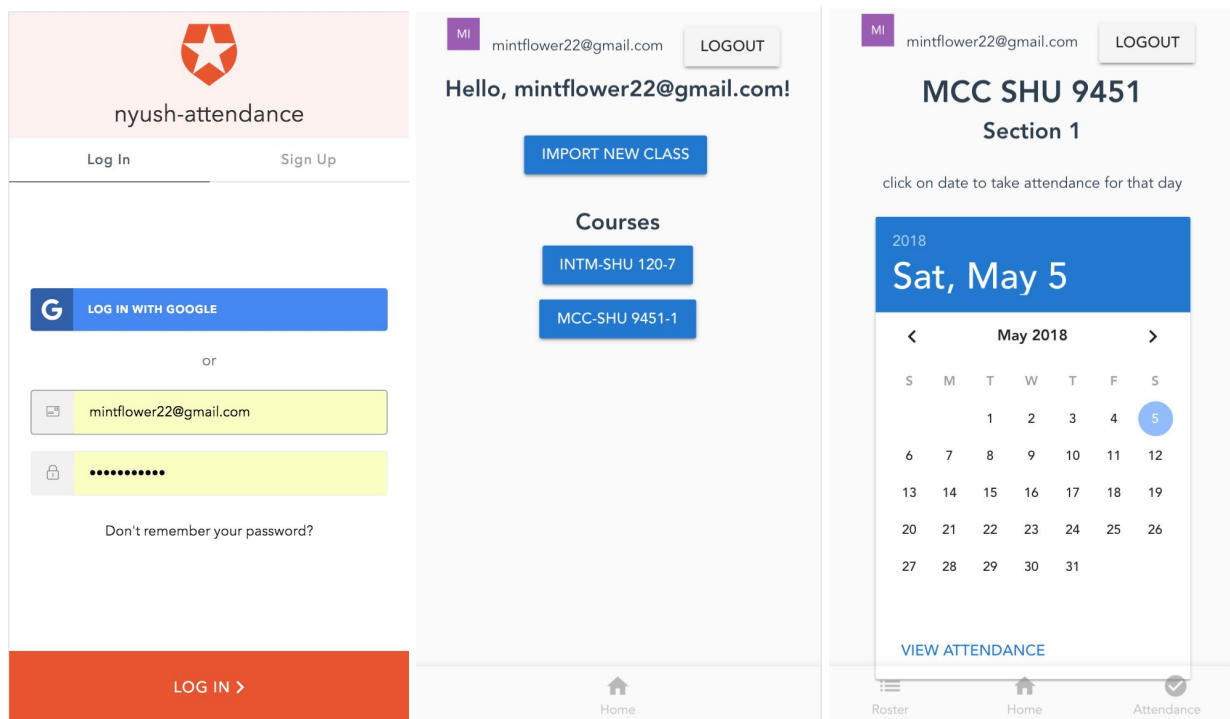 nyush-attendance
Log In Sign Up
G LOG IN WITH GOOGLE
or
mintflower22@gmail.com
•••••••••••
Don't remember your password?
LOG IN >
MI mintflower22@gmail.com LOGOUT
Hello, mintflower22@gmail.com!
IMPORT NEW CLASS
Courses
INTM-SHU 120-7
MCC-SHU 9451-1
Home
MI mintflower22@gmail.com LOGOUT
MCC SHU 9451
Section 1
click on date to take attendance for that day
2018
Sat, May 5
< May 2018 >
S M T W T F S
1 2 3 4 5
6 7 8 9 10 11 12
13 14 15 16 17 18 19
20 21 22 23 24 25 26
27 28 29 30 31
VIEW ATTENDANCE
Roster Home Attendance